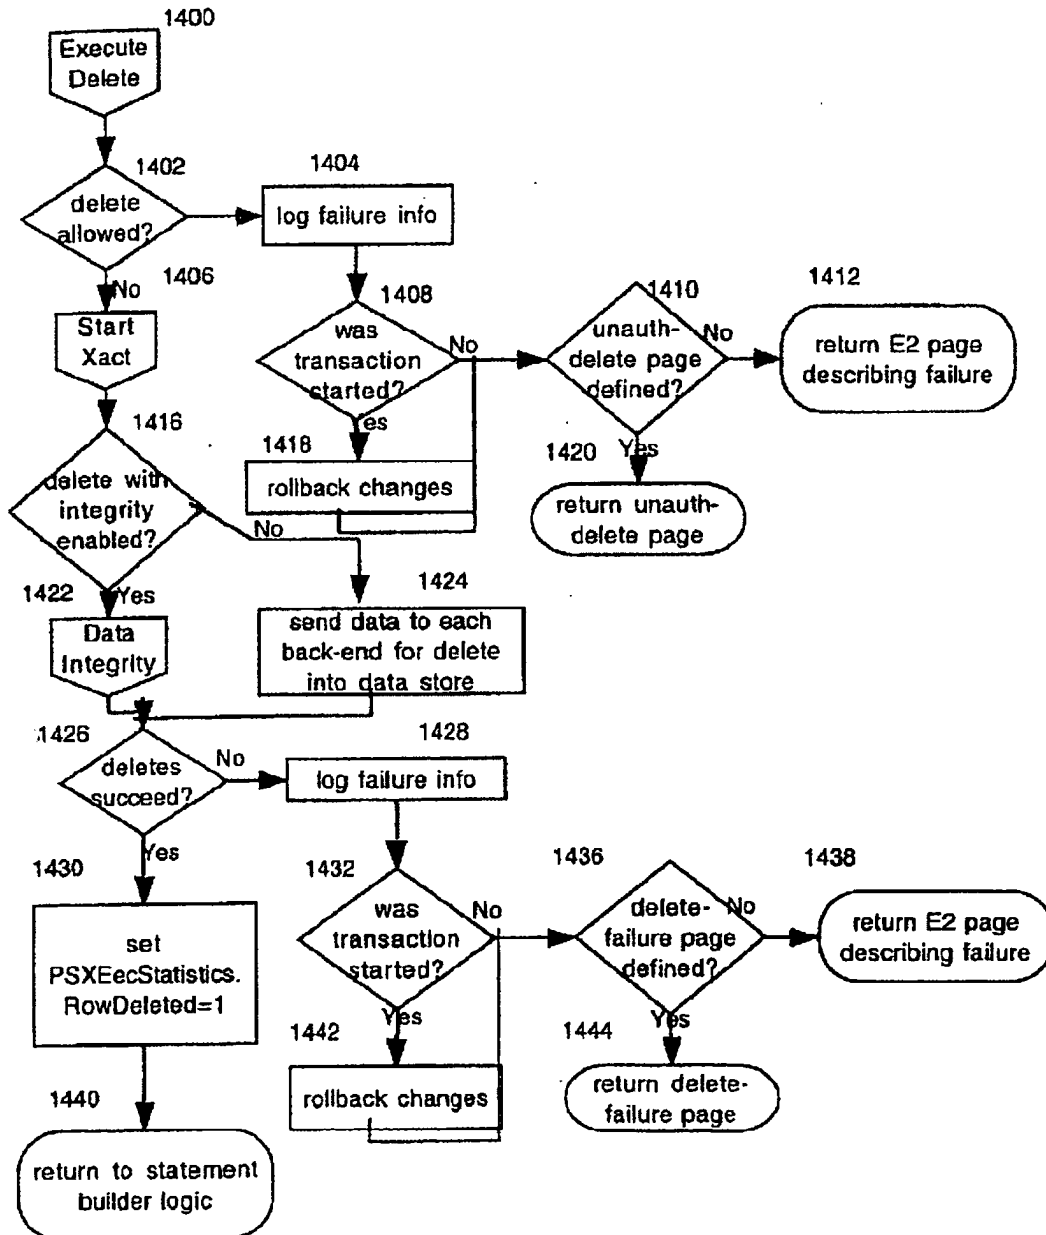 1400
Execute
Delete
1402
delete
allowed?
1404
log failure info
No
1406
Start
Xact
1408
was
transaction
started?
No
Yes
1410
unauth-
delete page
defined?
No
Yes
1412
return E2 page
describing failure
1416
delete with
integrity
enabled?
No
Yes
1418
rollback changes
1420
return unauth-
delete page
1422
Data
Integrity
1424
send data to each
back-end for delete
into data store
1426
deletes
succeed?
No
Yes
1428
log failure info
1430
set
PSXEecStatistics.
RowDeleted=1
1432
was
transaction
started?
No
Yes
1436
delete-
failure page
defined?
No
Yes
1438
return E2 page
describing failure
1440
return to statement
builder logic
1442
rollback changes
1444
return delete-
failure page